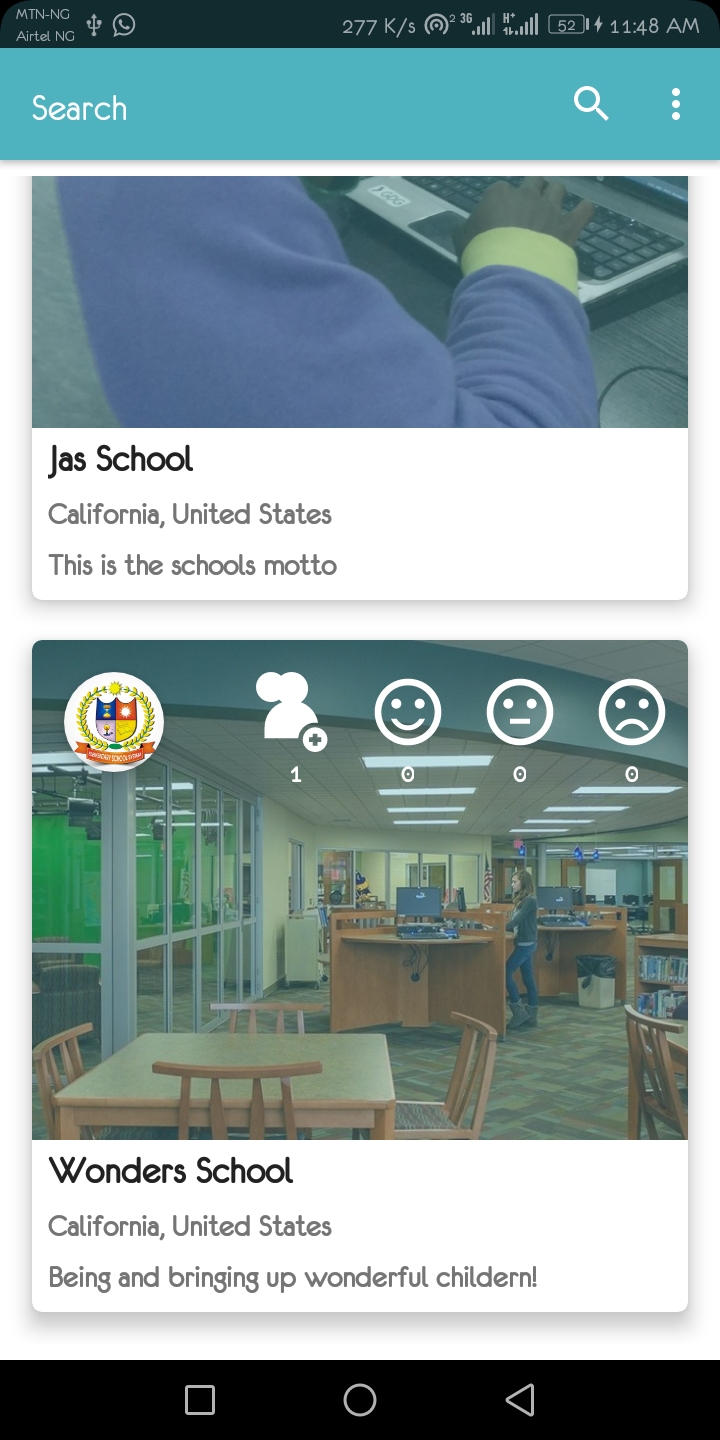 MTN-NG
Airtel NG
277 K/s 2 3G H+ 52 11:48 AM
Search
Jas School
California, United States
This is the schools motto
1 0 0 0
Wonders School
California, United States
Being and bringing up wonderful childern!